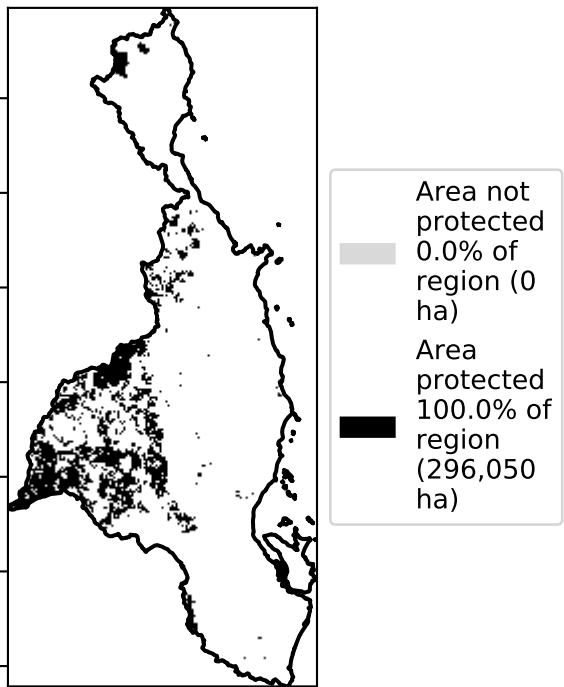 Area not
protected
0.0% of
region (0
ha)
Area
protected
100.0% of
region
(296,050
ha)